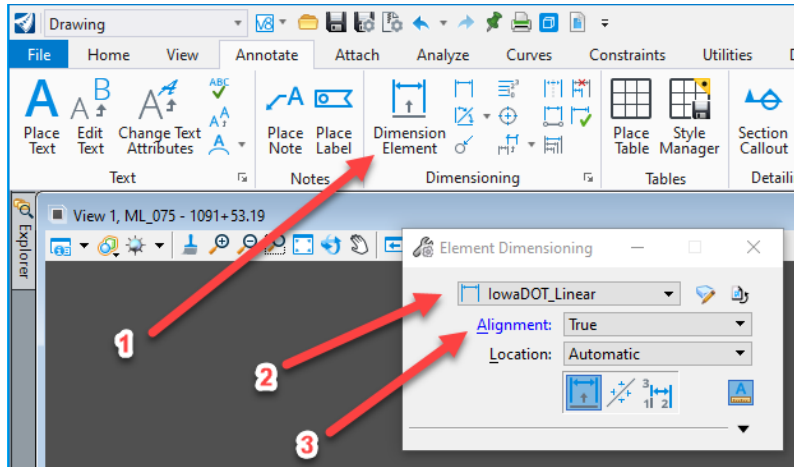 Drawing
File Home View Annotate Attach Analyze Curves Constraints Utilities
ABC
Place Text
Edit Text
Change Text Attributes
Place Note
Place Label
Dimension Element
Place Table
Style Manager
Section Callout
Text Notes Dimensioning Tables Detaili
Explorer
View 1, ML_075 - 1091+53.19
Element Dimensioning
IowaDOT_Linear
Alignment: True
Location: Automatic
1
2
3